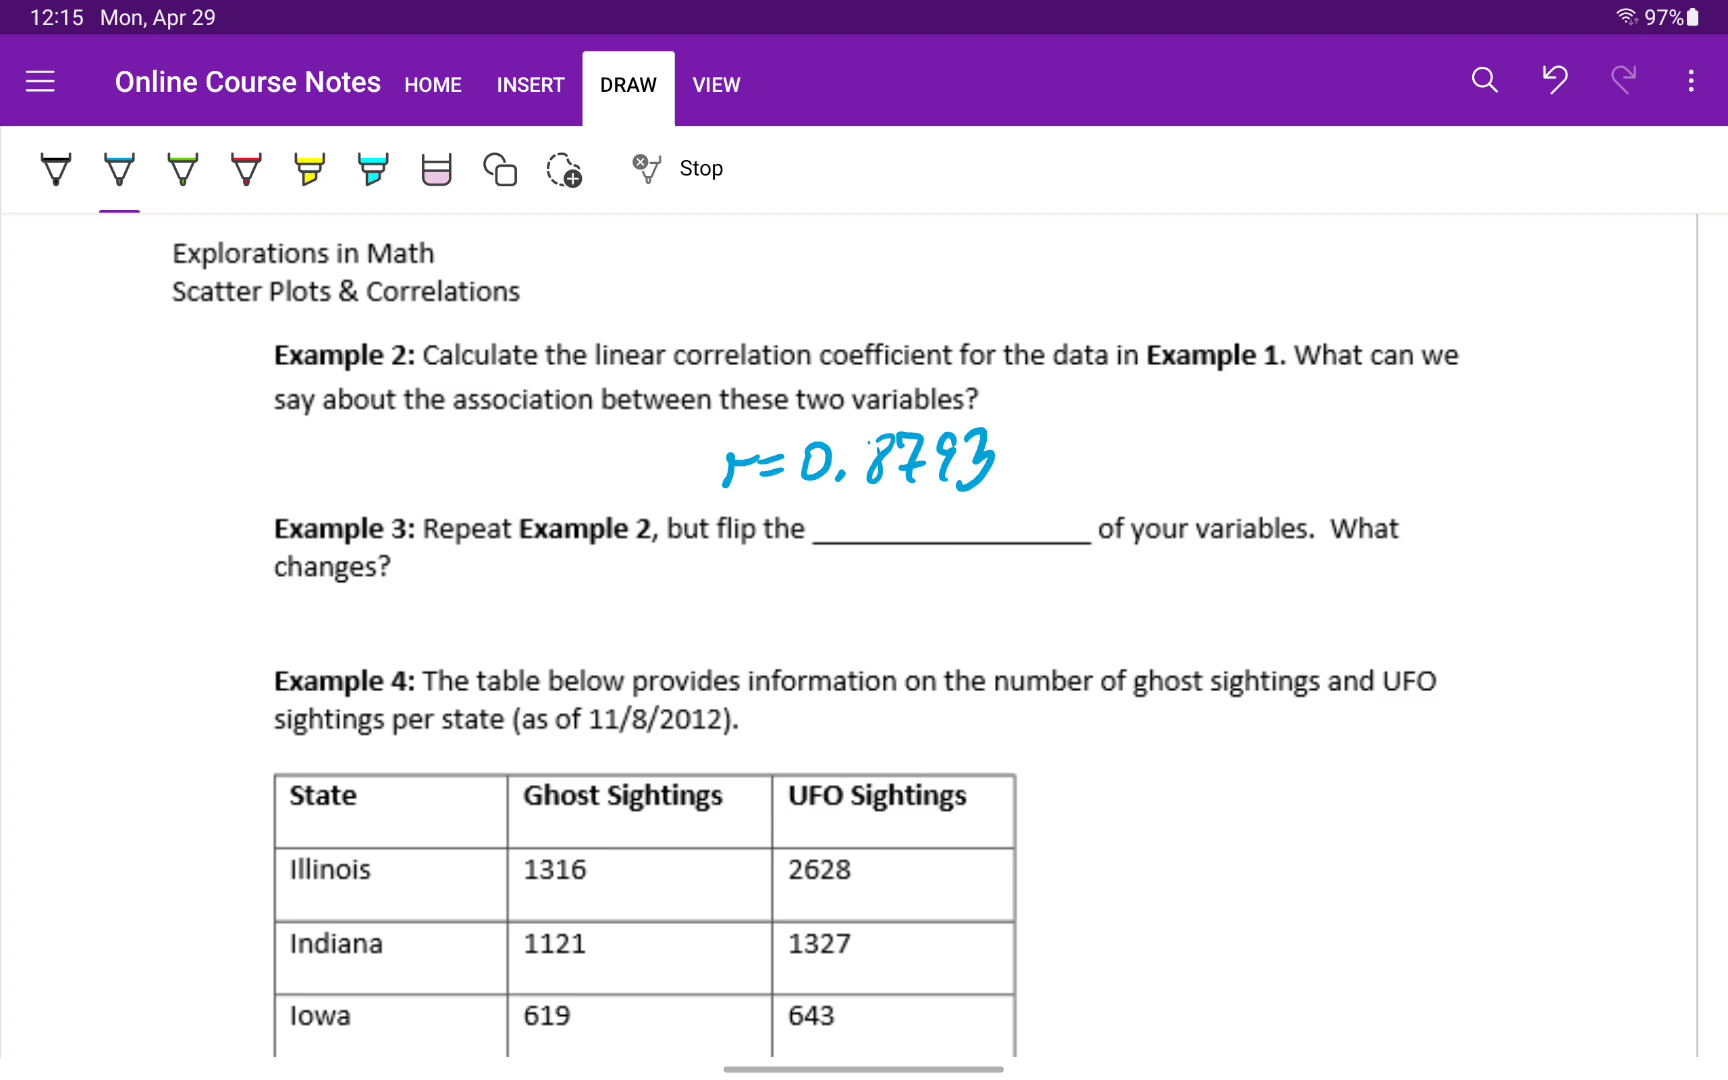 12:15 Mon, Apr 29 97%
Online Course Notes HOME INSERT DRAW VIEW
Stop
Explorations in Math
Scatter Plots & Correlations
Example 2: Calculate the linear correlation coefficient for the data in Example 1. What can we
say about the association between these two variables?
r=0.8793
Example 3: Repeat Example 2, but flip the ____________________ of your variables. What
changes?
Example 4: The table below provides information on the number of ghost sightings and UFO
sightings per state (as of 11/8/2012).
State Ghost Sightings UFO Sightings
Illinois 1316 2628
Indiana 1121 1327
Iowa 619 643